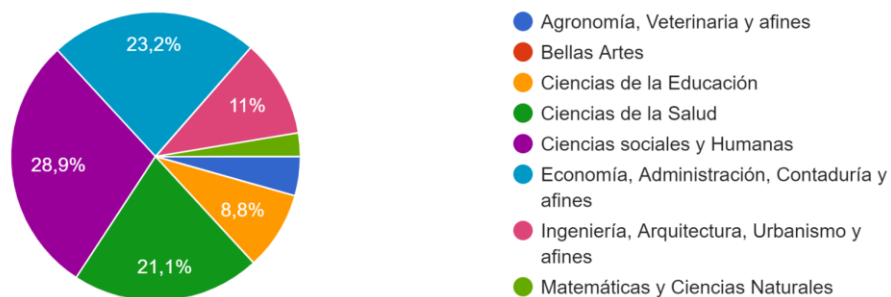 23,2%
11%
28,9%
8,8%
21,1%
Agronomía, Veterinaria y afines
Bellas Artes
Ciencias de la Educación
Ciencias de la Salud
Ciencias sociales y Humanas
Economía, Administración, Contaduría y
afines
Ingeniería, Arquitectura, Urbanismo y
afines
Matemáticas y Ciencias Naturales